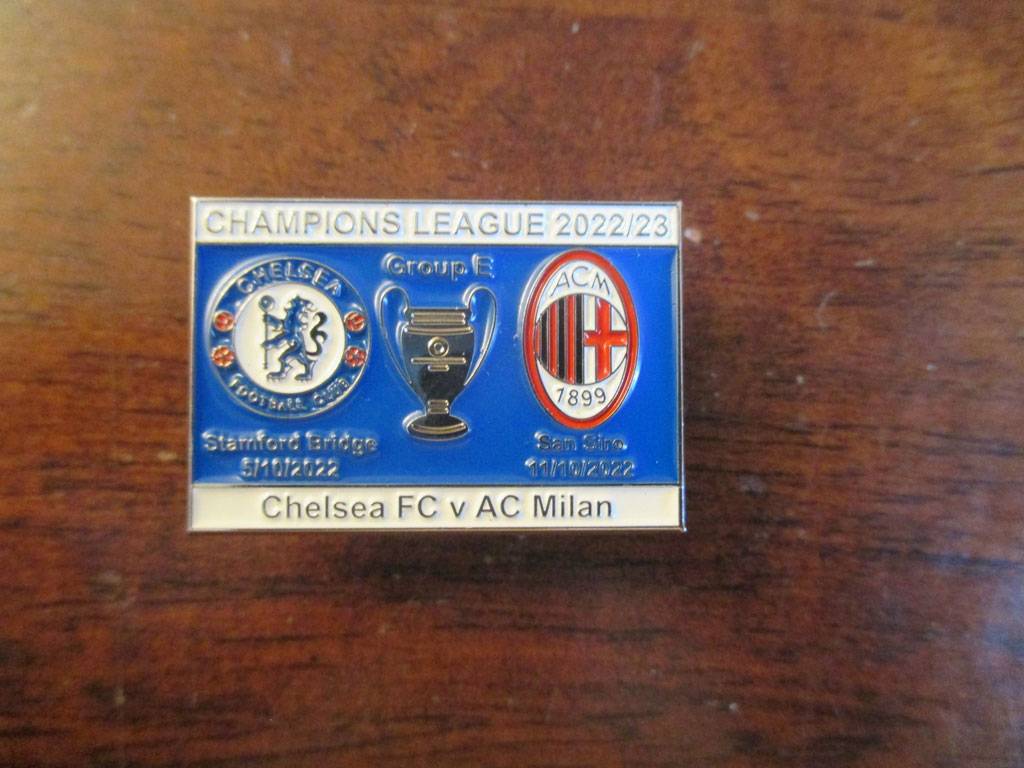 CHAMPIONS LEAGUE 2022/23
Group E
CHELSEA
FOOTBALL CLUB
ACM
1899
Stamford Bridge
5/10/2022
San Siro
11/10/2022
Chelsea FC v AC Milan